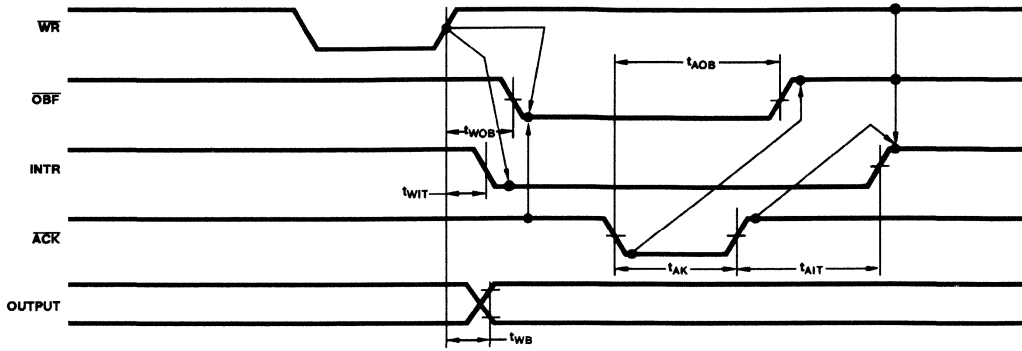 WR
tAOB
OBF
tWOB
INTR
tWIT
ACK
tAK
tAIT
OUTPUT
tWB